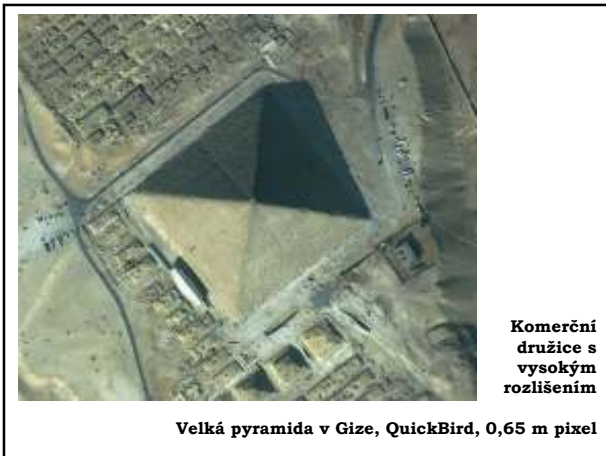 Komerční
družice s
vysokým
rozlišením
Velká pyramida v Gize, QuickBird, 0,65 m pixel